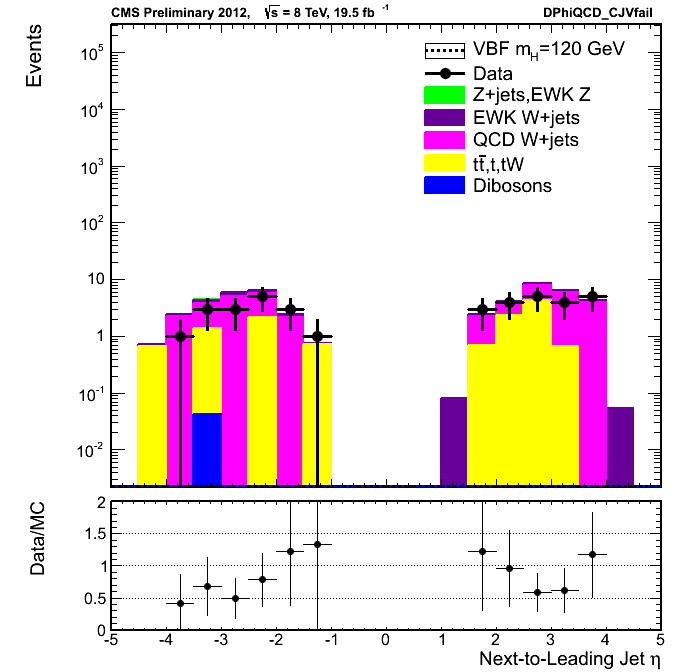 CMS Preliminary 2012, √s = 8 TeV, 19.5 fb⁻¹ DPhiQCD_CJVfail
Events
VBF m_H=120 GeV
Data
Z+jets,EWK Z
EWK W+jets
QCD W+jets
tt̄,t,tW
Dibosons
10⁵
10⁴
10³
10²
10
1
10⁻¹
10⁻²
Data/MC
2
1.5
1
0.5
0
-5 -4 -3 -2 -1 0 1 2 3 4 5
Next-to-Leading Jet η